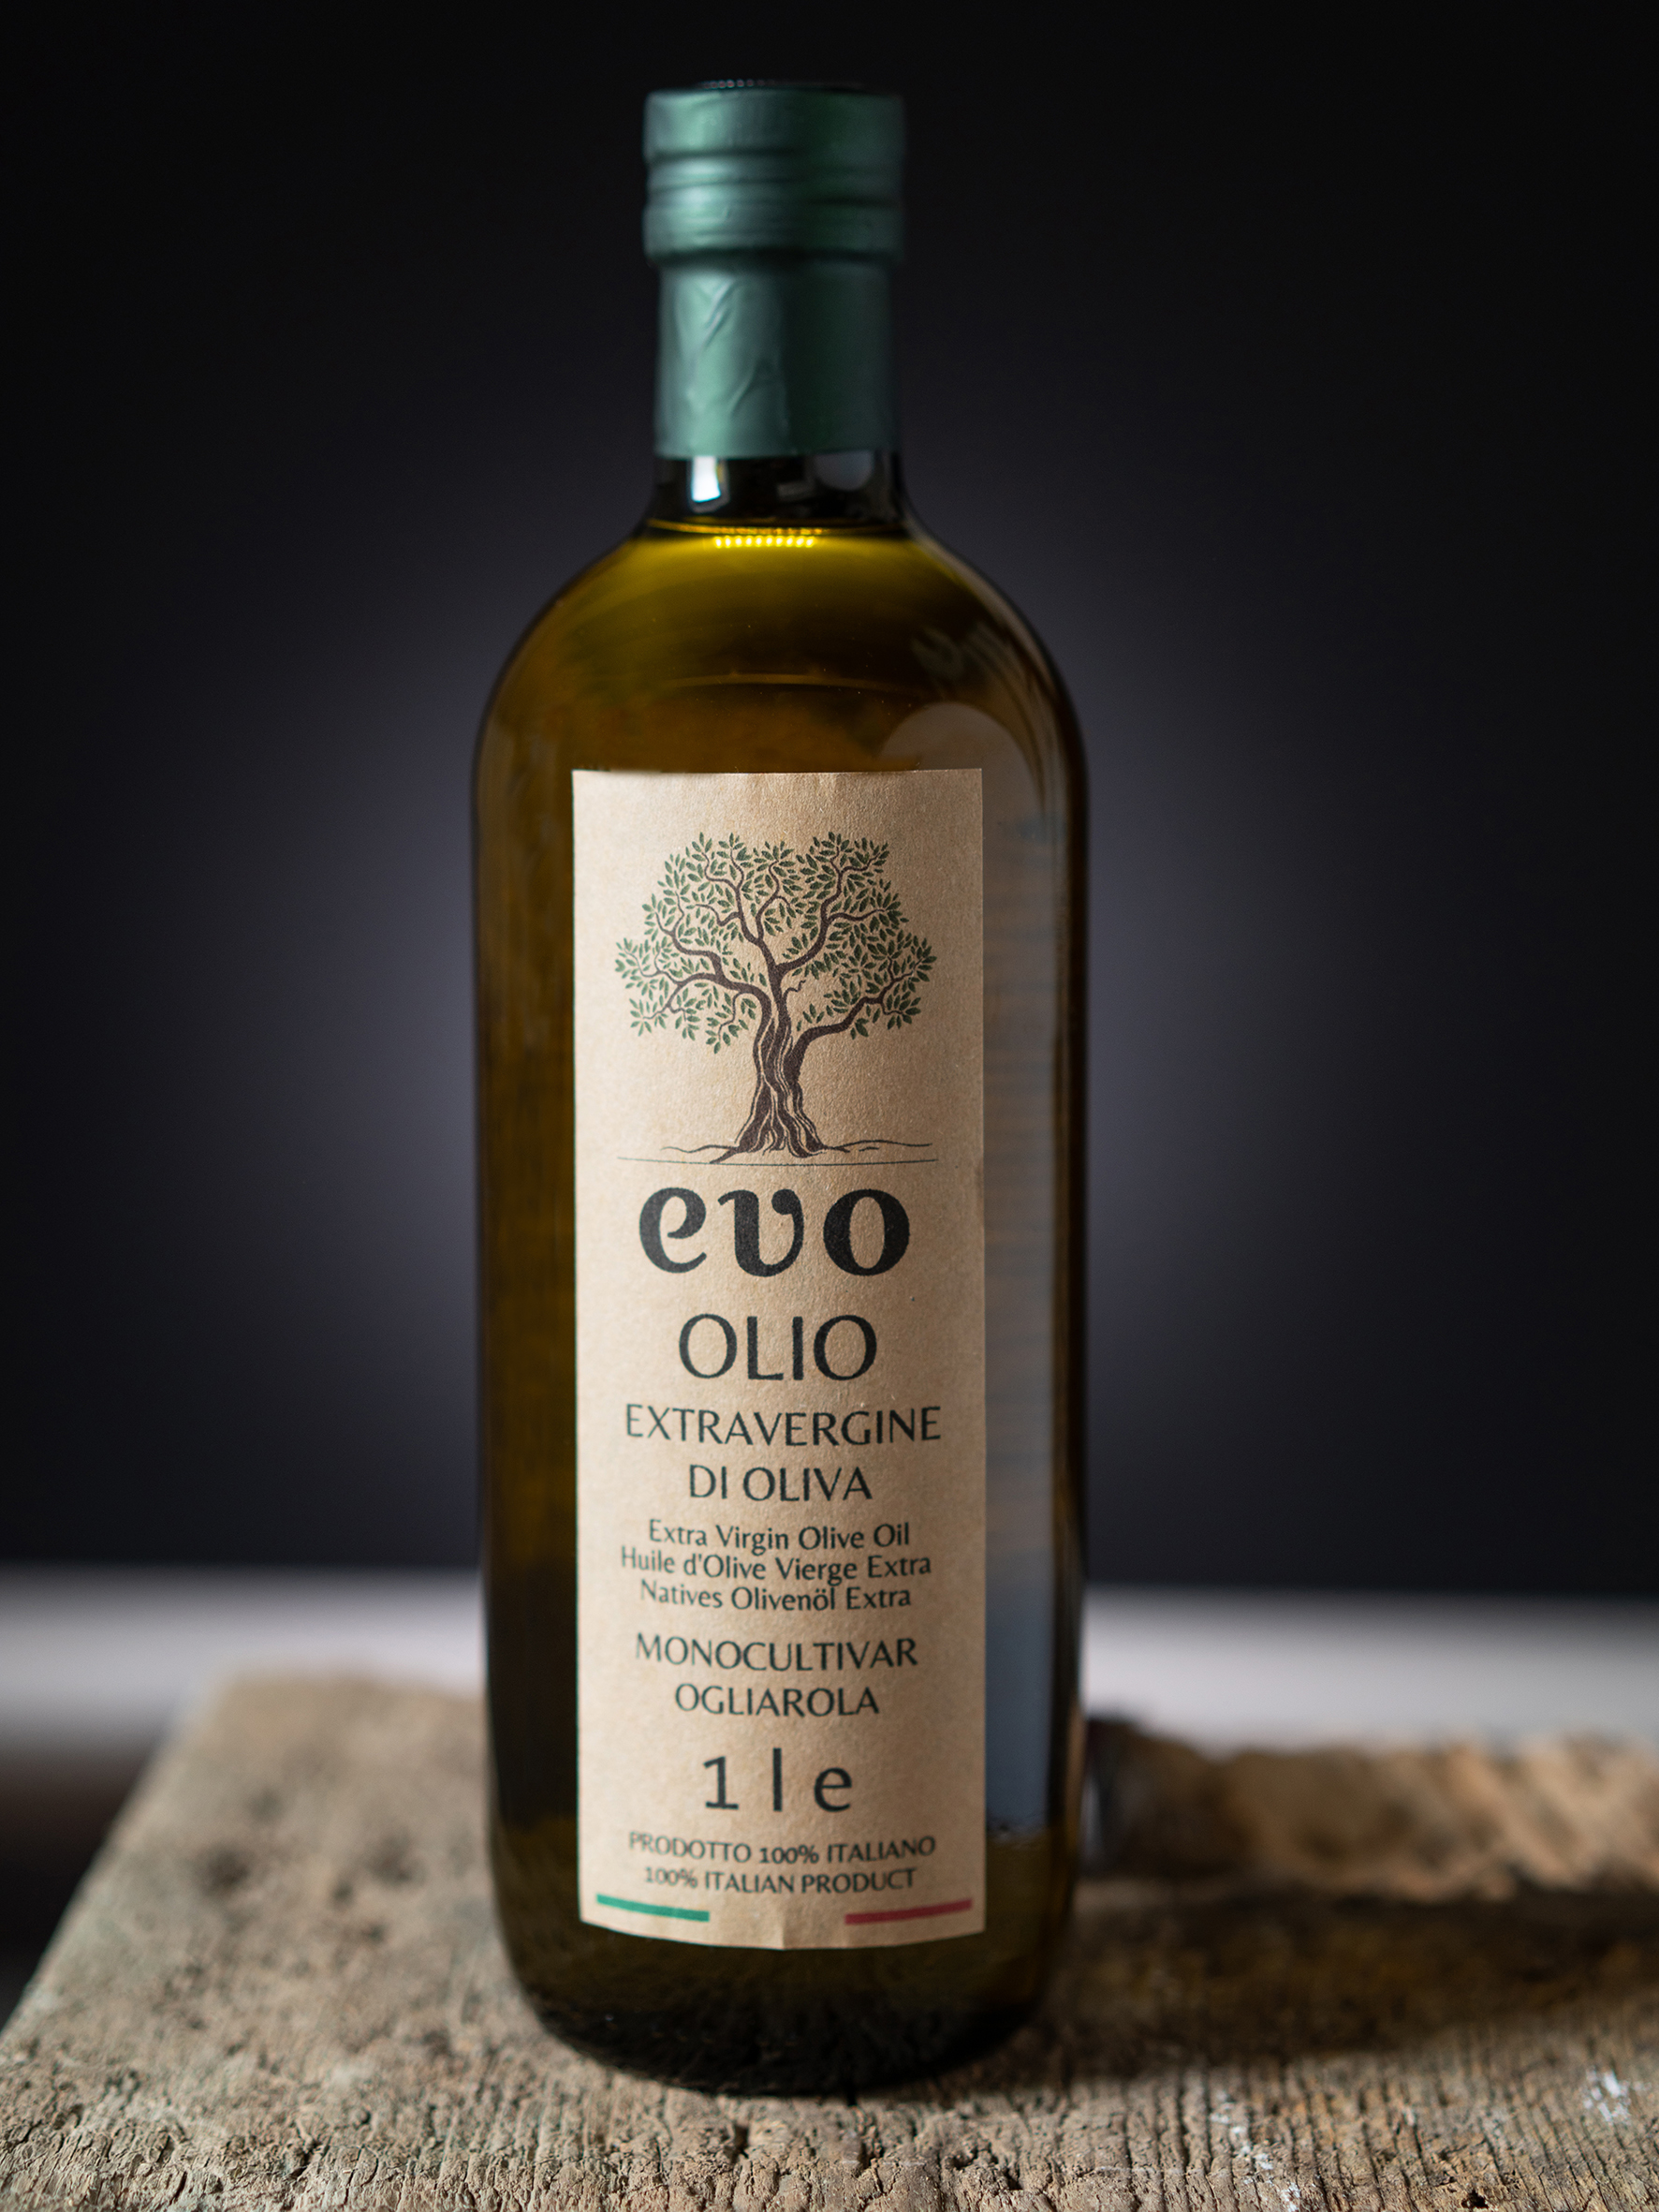 evo
OLIO
EXTRAVERGINE
DI OLIVA
Extra Virgin Olive Oil
Huile d'Olive Vierge Extra
Natives Olivenöl Extra
MONOCULTIVAR
OGLIAROLA
1 l e
PRODOTTO 100% ITALIANO
100% ITALIAN PRODUCT